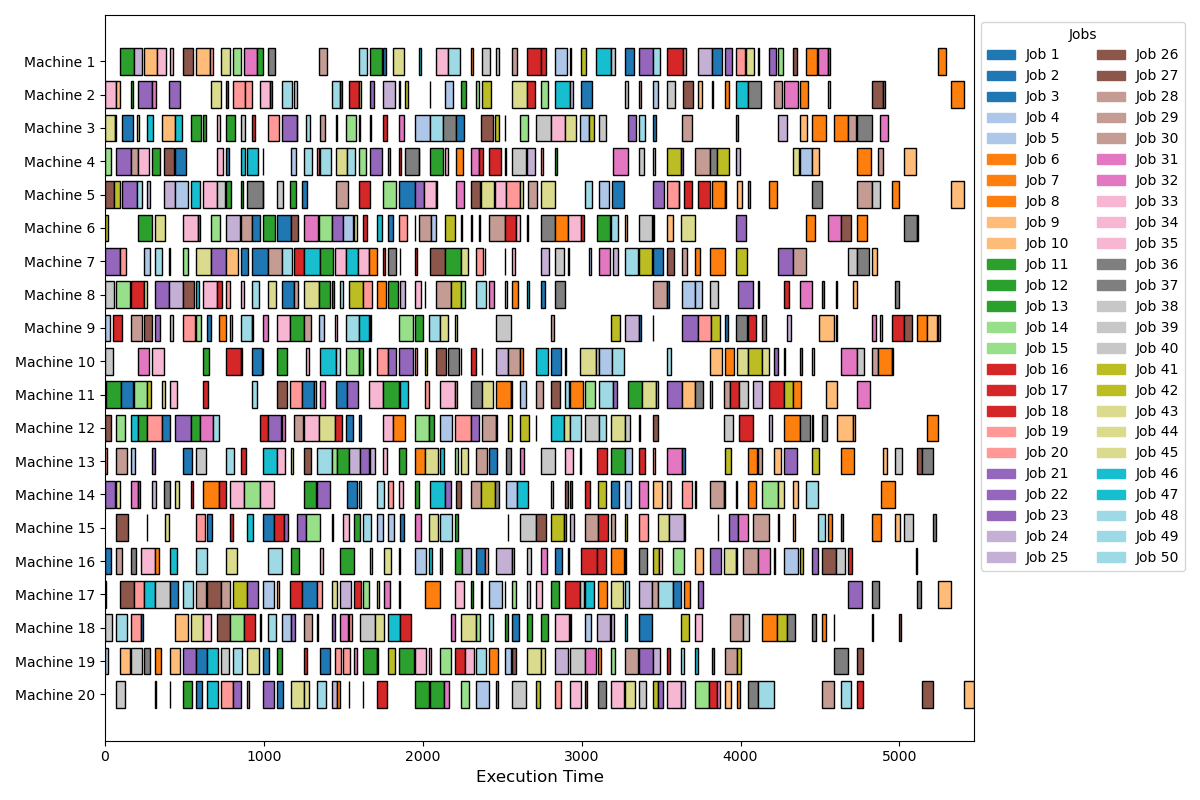 Machine 1
Machine 2
Machine 3
Machine 4
Machine 5
Machine 6
Machine 7
Machine 8
Machine 9
Machine 10
Machine 11
Machine 12
Machine 13
Machine 14
Machine 15
Machine 16
Machine 17
Machine 18
Machine 19
Machine 20
0 1000 2000 3000 4000 5000
Execution Time
Jobs
Job 1
Job 2
Job 3
Job 4
Job 5
Job 6
Job 7
Job 8
Job 9
Job 10
Job 11
Job 12
Job 13
Job 14
Job 15
Job 16
Job 17
Job 18
Job 19
Job 20
Job 21
Job 22
Job 23
Job 24
Job 25
Job 26
Job 27
Job 28
Job 29
Job 30
Job 31
Job 32
Job 33
Job 34
Job 35
Job 36
Job 37
Job 38
Job 39
Job 40
Job 41
Job 42
Job 43
Job 44
Job 45
Job 46
Job 47
Job 48
Job 49
Job 50